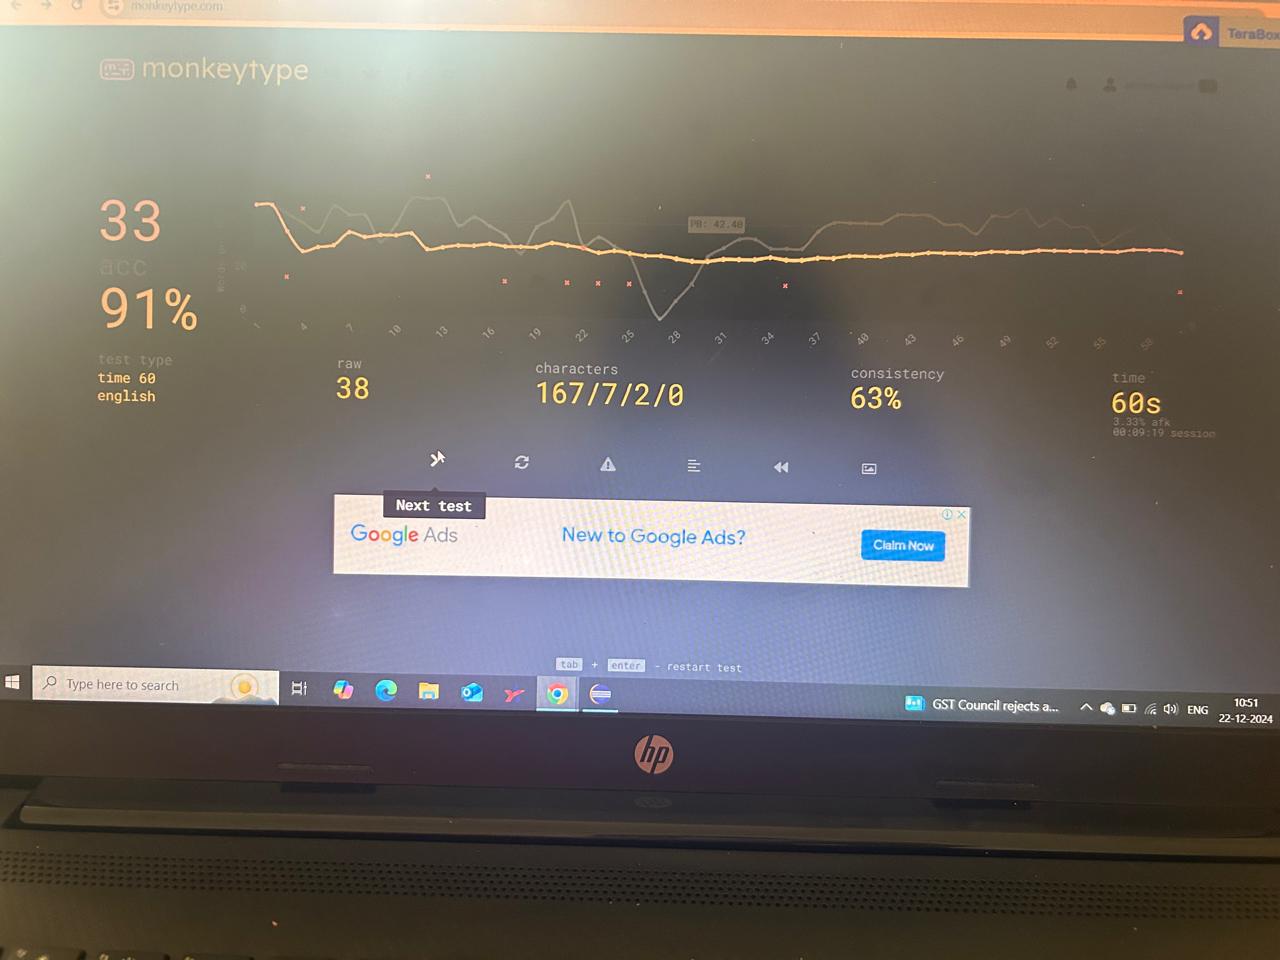 monkeytype.com
TeraBox
monkeytype
33
acc
91%
PB: 42.40
0
1 4 7 10 13 16 19 22 25 28 31 34 37 40 43 46 49 52 55 58
test type
time 60
english
raw
38
characters
167/7/2/0
consistency
63%
time
60s
3.33% afk
00:09:19 session
Next test
Google Ads
New to Google Ads?
Claim Now
tab + enter - restart test
Type here to search
GST Council rejects a...
ENG
10:51
22-12-2024
hp